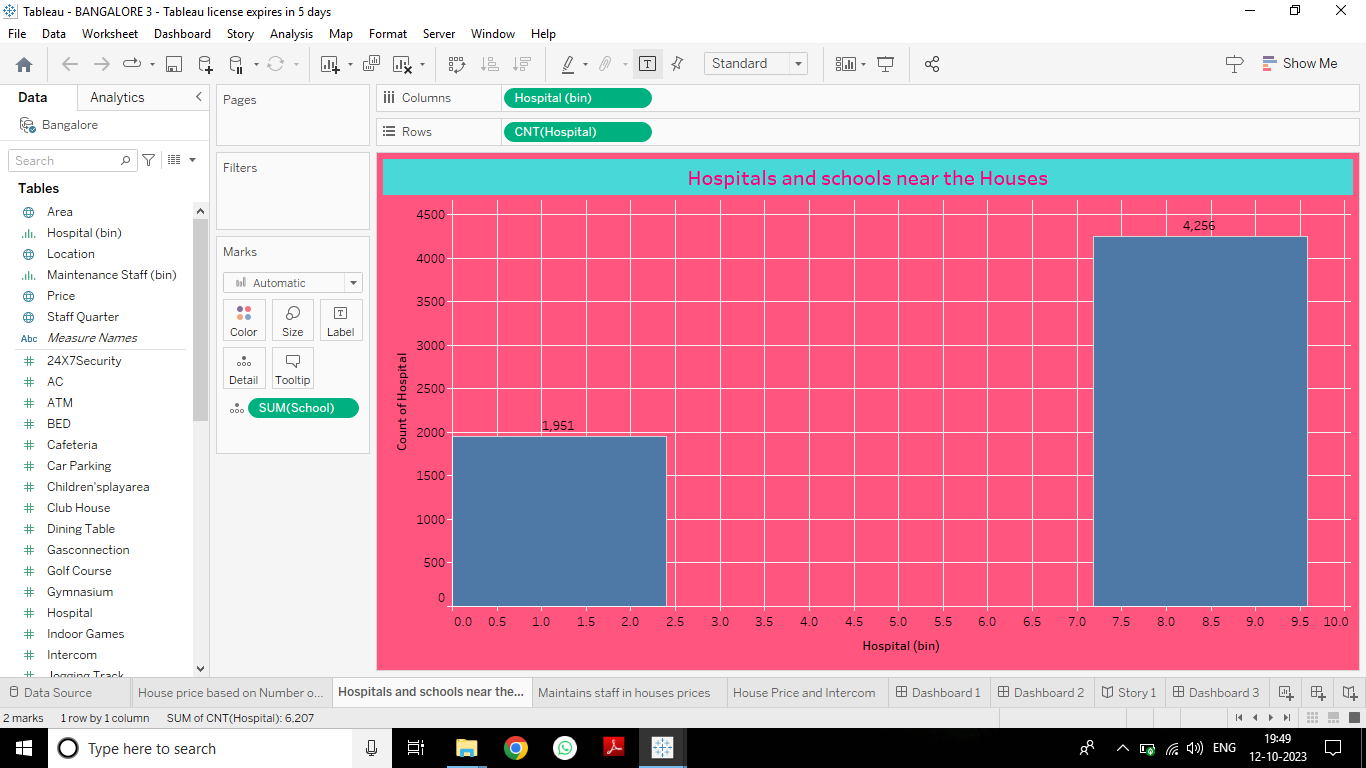 Tableau - BANGALORE 3 - Tableau license expires in 5 days
File Data Worksheet Dashboard Story Analysis Map Format Server Window Help
Standard
Show Me
Data Analytics
Bangalore
Search
Tables
Area
Hospital (bin)
Location
Maintenance Staff (bin)
Price
Staff Quarter
Abc Measure Names
24X7Security
AC
ATM
BED
Cafeteria
Car Parking
Children'splayarea
Club House
Dining Table
Gasconnection
Golf Course
Gymnasium
Hospital
Indoor Games
Intercom
Jogging Track
Pages
Filters
Marks
Automatic
Color Size Label
Detail Tooltip
SUM(School)
Columns Hospital (bin)
Rows CNT(Hospital)
Hospitals and schools near the Houses
4500
4000
3500
3000
2500
2000
1500
1000
500
0
Count of Hospital
1,951
4,256
0.0 0.5 1.0 1.5 2.0 2.5 3.0 3.5 4.0 4.5 5.0 5.5 6.0 6.5 7.0 7.5 8.0 8.5 9.0 9.5 10.0
Hospital (bin)
Data Source House price based on Number o... Hospitals and schools near the... Maintains staff in houses prices House Price and Intercom Dashboard 1 Dashboard 2 Story 1 Dashboard 3
2 marks 1 row by 1 column SUM of CNT(Hospital): 6,207
Type here to search
ENG
19:49
12-10-2023